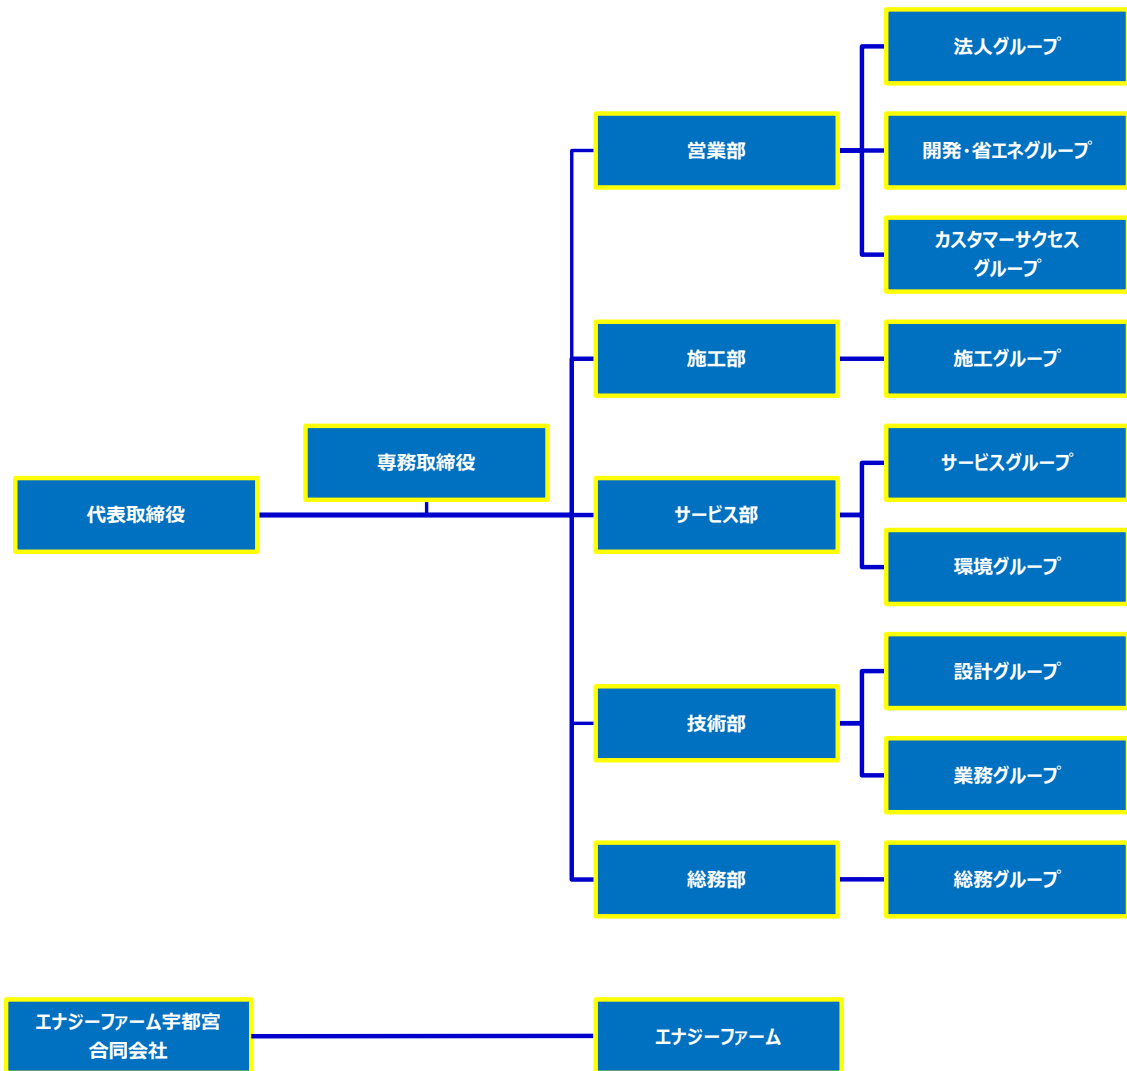 代表取締役
専務取締役
営業部
法人グループ
開発・省エネグループ
カスタマーサクセス
グループ
施工部
施工グループ
サービス部
サービスグループ
環境グループ
技術部
設計グループ
業務グループ
総務部
総務グループ
エナジーファーム宇都宮
合同会社
エナジーファーム